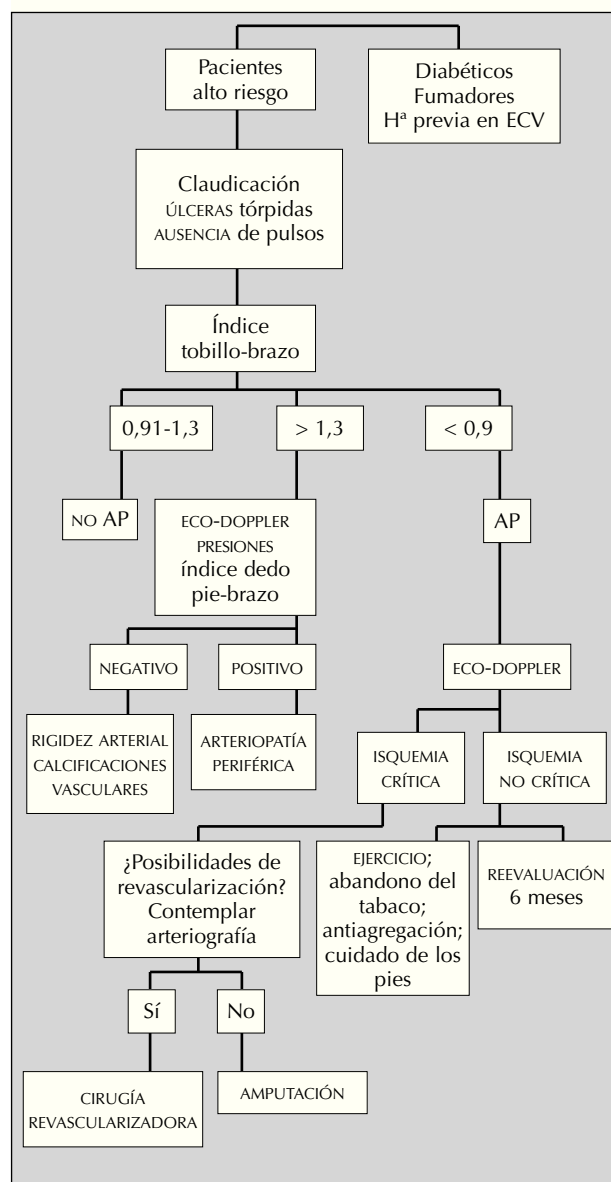 Pacientes
alto riesgo
Diabéticos
Fumadores
Hª previa en ECV
Claudicación
ÚLCERAS tórpidas
AUSENCIA de pulsos
Índice
tobillo-brazo
0,91-1,3
> 1,3
< 0,9
NO AP
ECO-DOPPLER
PRESIONES
índice dedo
pie-brazo
AP
NEGATIVO
POSITIVO
ECO-DOPPLER
RIGIDEZ ARTERIAL
CALCIFICACIONES
VASCULARES
ARTERIOPATÍA
PERIFÉRICA
ISQUEMIA
CRÍTICA
ISQUEMIA
NO CRÍTICA
¿Posibilidades de
revascularización?
Contemplar
arteriografía
EJERCICIO;
abandono del
tabaco;
antiagregación;
cuidado de los
pies
REEVALUACIÓN
6 meses
Sí
No
CIRUGÍA
REVASCULARIZADORA
AMPUTACIÓN